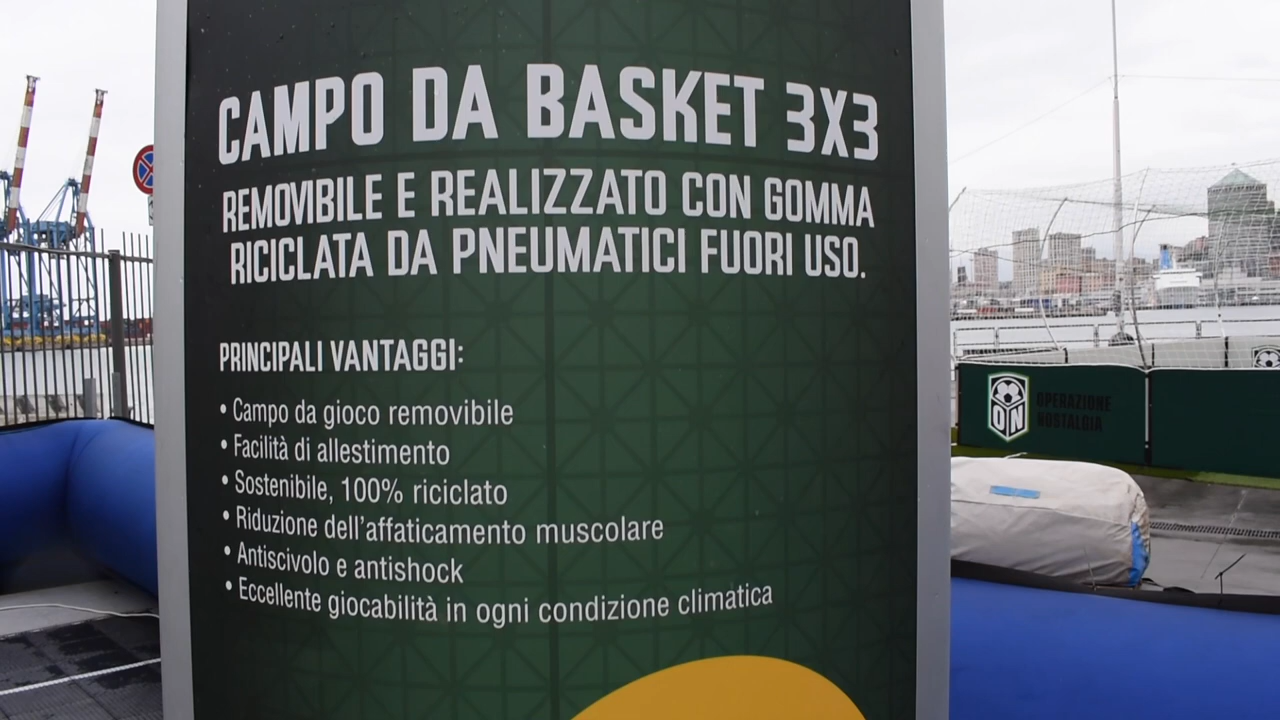 CAMPO DA BASKET 3X3
REMOVIBILE E REALIZZATO CON GOMMA
RICICLATA DA PNEUMATICI FUORI USO.
PRINCIPALI VANTAGGI:
• Campo da gioco removibile
• Facilità di allestimento
• Sostenibile, 100% riciclato
• Riduzione dell'affaticamento muscolare
• Antiscivolo e antishock
• Eccellente giocabilità in ogni condizione climatica
ON
OPERAZIONE
NOSTALGIA